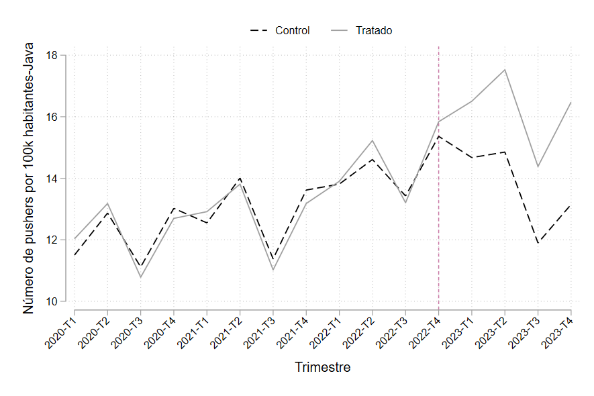 Control
Tratado
Número de pushers por 100k habitantes-Java
18
16
14
12
10
2020-T1
2020-T2
2020-T3
2020-T4
2021-T1
2021-T2
2021-T3
2021-T4
2022-T1
2022-T2
2022-T3
2022-T4
2023-T1
2023-T2
2023-T3
2023-T4
Trimestre